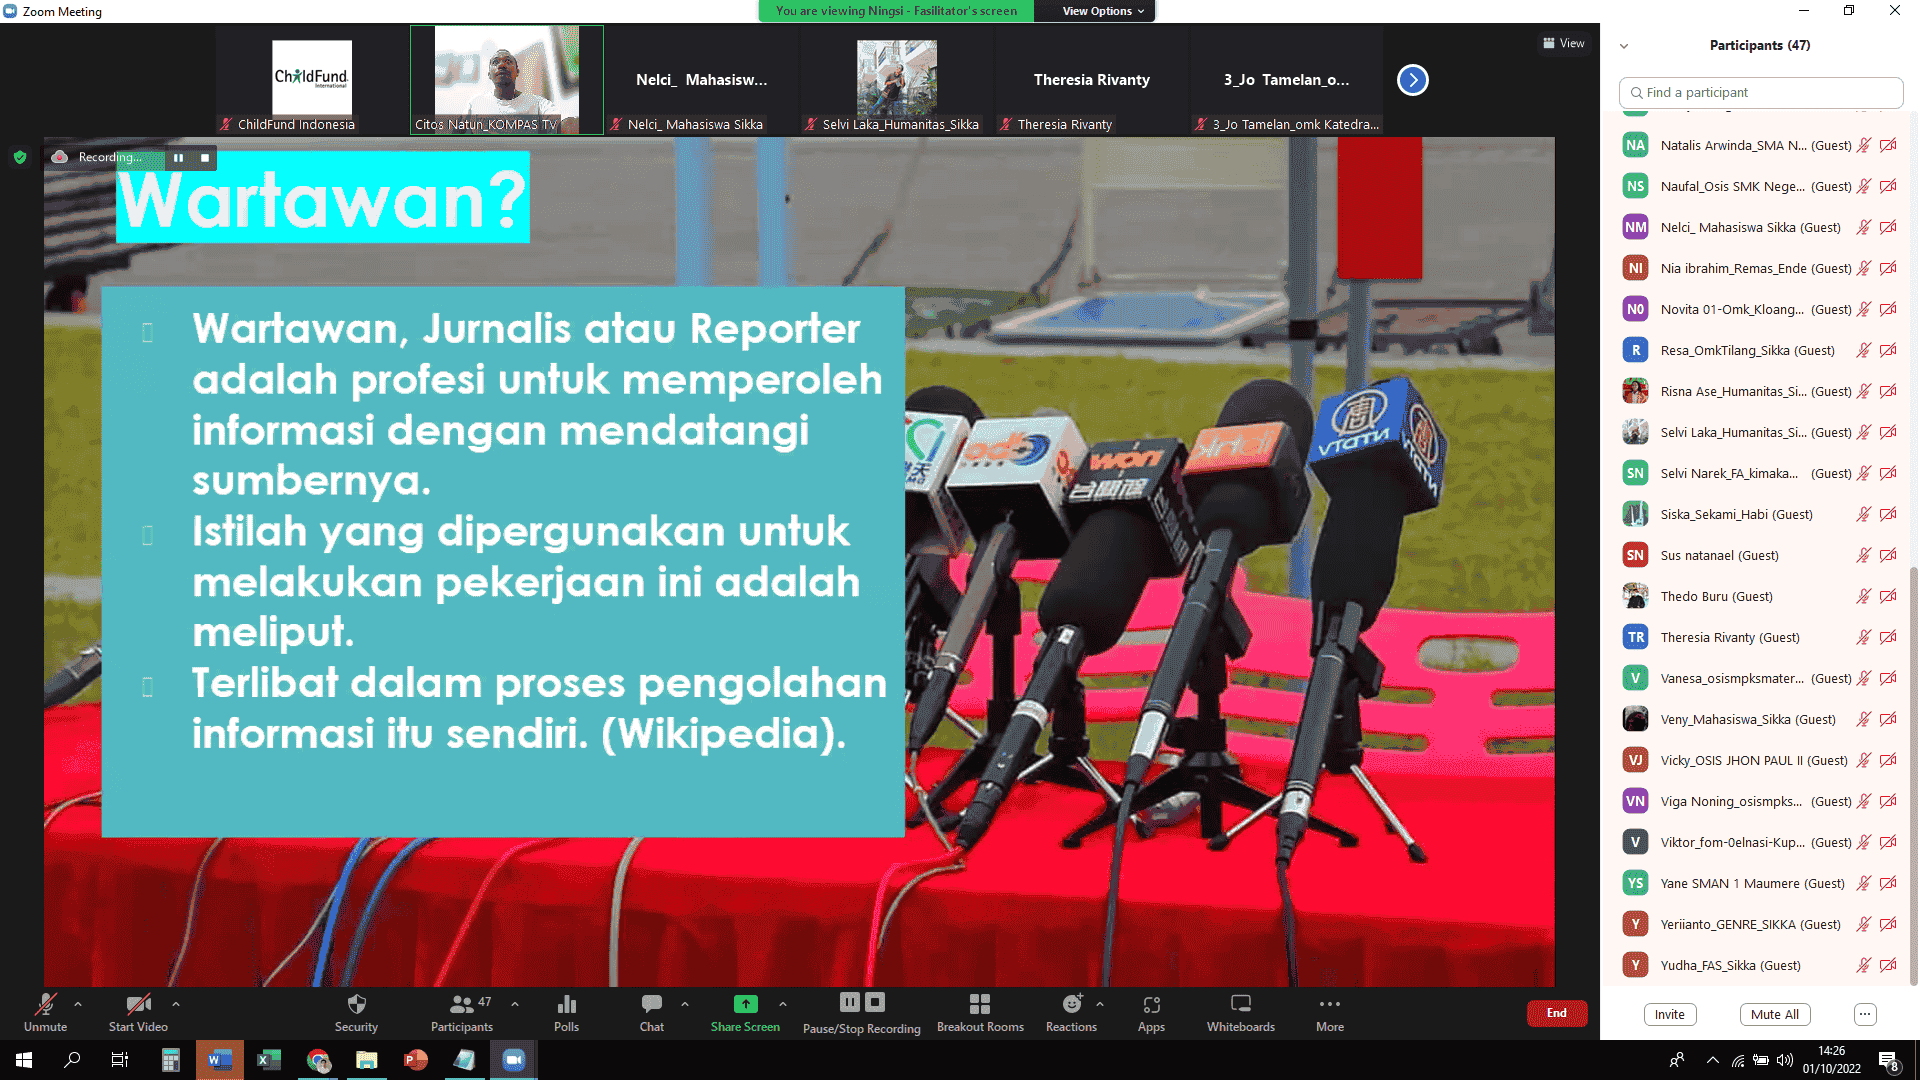 Zoom Meeting
You are viewing Ningsi - Fasilitator's screen
View Options
View
ChildFund
International
ChildFund Indonesia
Citos Natun_KOMPAS TV
Nelci_ Mahasisw...
Nelci_ Mahasiswa Sikka
Selvi Laka_Humanitas_Sikka
Theresia Rivanty
Theresia Rivanty
3_Jo Tamelan_o...
3_Jo Tamelan_omk Katedra...
Recording...
Wartawan?
Wartawan, Jurnalis atau Reporter
adalah profesi untuk memperoleh
informasi dengan mendatangi
sumbernya.
Istilah yang dipergunakan untuk
melakukan pekerjaan ini adalah
meliput.
Terlibat dalam proses pengolahan
informasi itu sendiri. (Wikipedia).
Participants (47)
Find a participant
NA Natalis Arwinda_SMA N... (Guest)
NS Naufal_Osis SMK Nege... (Guest)
NM Nelci_ Mahasiswa Sikka (Guest)
NI Nia ibrahim_Remas_Ende (Guest)
N0 Novita 01-Omk_Kloang... (Guest)
R Resa_OmkTilang_Sikka (Guest)
Risna Ase_Humanitas_Si... (Guest)
Selvi Laka_Humanitas_Si... (Guest)
SN Selvi Narek_FA_kimaka... (Guest)
Siska_Sekami_Habi (Guest)
SN Sus natanael (Guest)
Thedo Buru (Guest)
TR Theresia Rivanty (Guest)
V Vanesa_osismpksmater... (Guest)
Veny_Mahasiswa_Sikka (Guest)
VJ Vicky_OSIS JHON PAUL II (Guest)
VN Viga Noning_osismpks... (Guest)
V Viktor_fom-0elnasi-Kup... (Guest)
YS Yane SMAN 1 Maumere (Guest)
Y Yeriianto_GENRE_SIKKA (Guest)
Y Yudha_FAS_Sikka (Guest)
Invite
Mute All
Unmute
Start Video
Security
47
Participants
Polls
Chat
Share Screen
Pause/Stop Recording
Breakout Rooms
Reactions
Apps
Whiteboards
More
End
14:26
01/10/2022
8